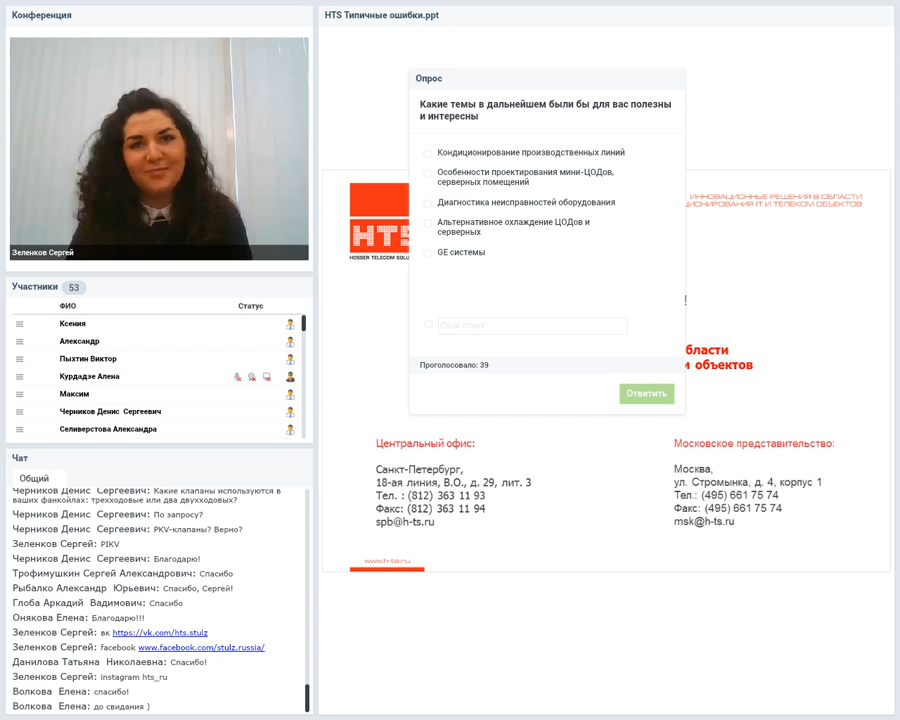 Конференция
Зеленков Сергей
Участники 53
ФИО Статус
Ксения
Александр
Пыхтин Виктор
Курдадзе Алена
Максим
Черников Денис Сергеевич
Селиверстова Александра
Чат
Общий
Черников Денис Сергеевич: Какие клапаны используются в
ваших фанкойлах: трехходовые или два двухходовых?
Черников Денис Сергеевич: По запросу?
Черников Денис Сергеевич: PKV-клапаны? Верно?
Зеленков Сергей: PIKV
Черников Денис Сергеевич: Благодарю!
Трофимушкин Сергей Александрович: Спасибо
Рыбалко Александр Юрьевич: Спасибо, Сергей!
Глоба Аркадий Вадимович: Спасибо
Онякова Елена: Благодарю!!!
Зеленков Сергей: вк https://vk.com/hts.stulz
Зеленков Сергей: facebook www.facebook.com/stulz.russia/
Данилова Татьяна Николаевна: Спасибо!
Зеленков Сергей: instagram hts_ru
Волкова Елена: спасибо!
Волкова Елена: до свидания )
HTS Типичные ошибки.ppt
Опрос
Какие темы в дальнейшем были бы для вас полезны
и интересны
Кондиционирование производственных линий
Особенности проектирования мини-ЦОДов,
серверных помещений
Диагностика неисправностей оборудования
Альтернативное охлаждение ЦОДов и
серверных
GE системы
Свой ответ
Проголосовало: 39
Ответить
HTS
HOSSER TELECOM SOLU
ИННОВАЦИОННЫЕ РЕШЕНИЯ В ОБЛАСТИ
ЦИОНИРОВАНИЯ IT И ТЕЛЕКОМ ОБЪЕКТОВ
!
бласти
и объектов
Центральный офис:
Санкт-Петербург,
18-ая линия, В.О., д. 29, лит. З
Тел. : (812) 363 11 93
Факс: (812) 363 11 94
spb@h-ts.ru
Московское представительство:
Москва,
ул. Стромынка, д. 4, корпус 1
Тел.: (495) 661 75 74
Факс: (495) 661 75 74
msk@h-ts.ru
www.h-ts.ru